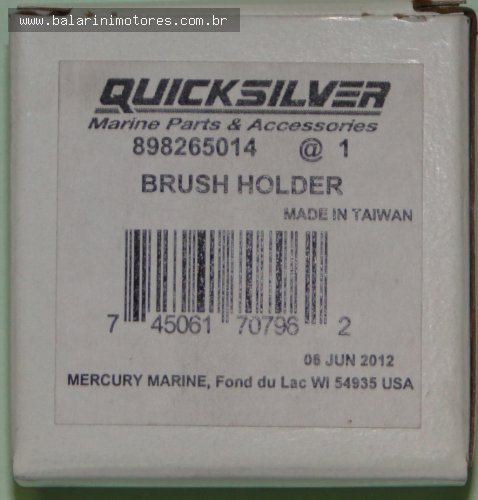 www.balarinimotores.com.br
QUICKSILVER
Marine Parts & Accessories
898265014 @ 1
BRUSH HOLDER
MADE IN TAIWAN
7 45061 70796 2
06 JUN 2012
MERCURY MARINE, Fond du Lac WI 54935 USA